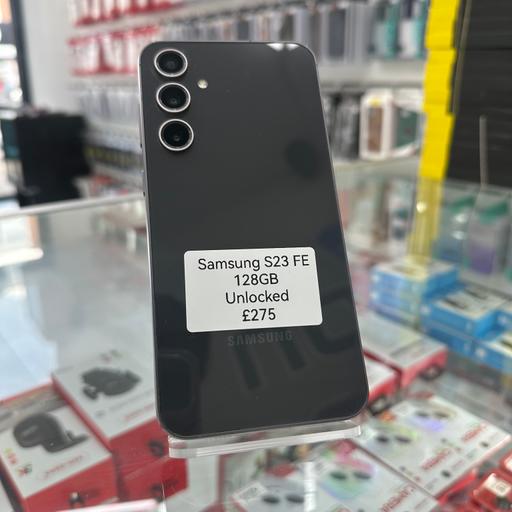 Samsung S23 FE
128GB
Unlocked
£275
SAMSUNG